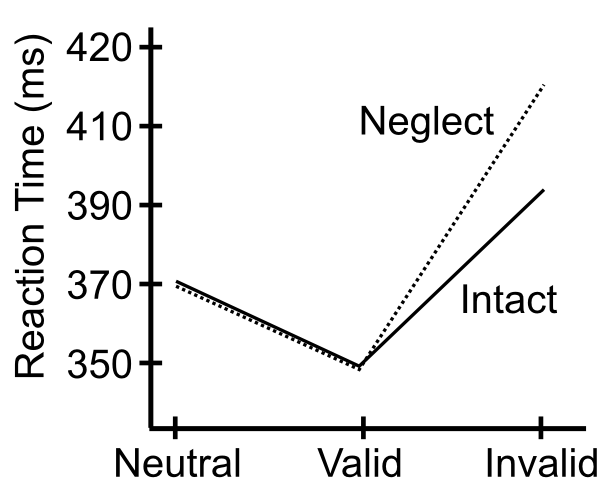 Reaction Time (ms)
420
410
390
370
350
Neglect
Intact
Neutral Valid Invalid